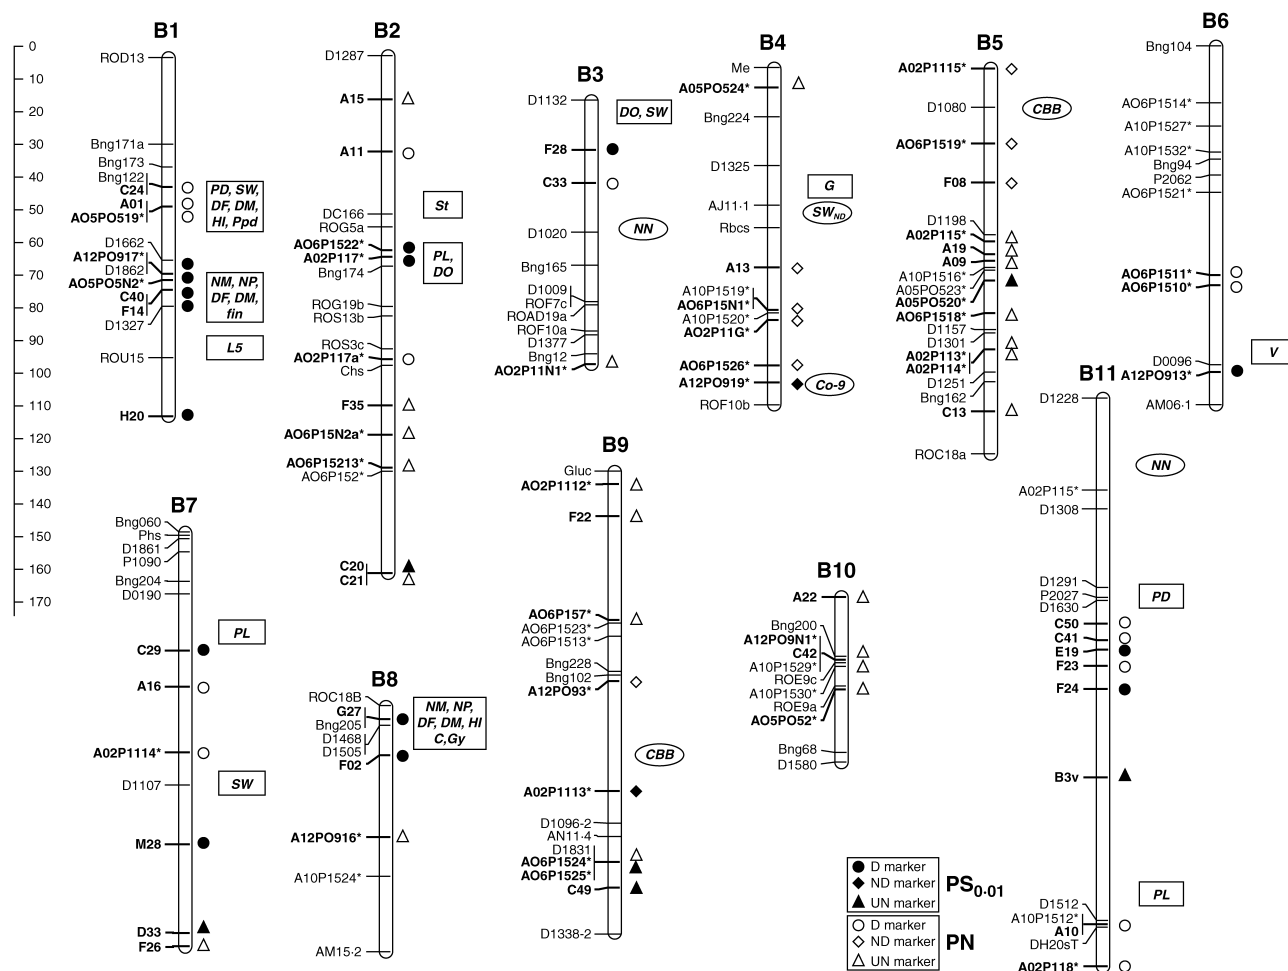 0
10
20
30
40
50
60
70
80
90
100
110
120
130
140
150
160
170
B1
ROD13
Bng171a
Bng173
Bng122
C24
A01
AO5PO519*
D1662
A12PO917*
D1862
AO5PO5N2*
C40
F14
D1327
ROU15
H20
PD, SW,
DF, DM,
HI, Ppd
NM, NP,
DF, DM,
fin
L5
B2
D1287
A15
A11
DC166
ROG5a
AO6P1522*
A02P117*
Bng174
ROG19b
ROS13b
ROS3c
AO2P117a*
Chs
F35
AO6P15N2a*
AO6P15213*
AO6P152*
C20
C21
St
PL,
DO
B3
D1132
F28
C33
D1020
Bng165
D1009
ROF7c
ROAD19a
ROF10a
D1377
Bng12
AO2P11N1*
DO, SW
NN
B4
Me
A05PO524*
Bng224
D1325
AJ11·1
Rbcs
A13
A10P1519*
AO6P15N1*
A10P1520*
AO2P11G*
AO6P1526*
A12PO919*
ROF10b
G
SWND
Co-9
B5
A02P1115*
D1080
AO6P1519*
F08
D1198
A02P115*
A19
A09
A10P1516*
A05PO523*
A05PO520*
AO6P1518*
D1157
D1301
A02P113*
A02P114*
D1251
Bng162
C13
ROC18a
CBB
B6
Bng104
AO6P1514*
A10P1527*
A10P1532*
Bng94
P2062
AO6P1521*
AO6P1511*
AO6P1510*
D0096
A12PO913*
AM06·1
V
B7
Bng060
Phs
D1861
P1090
Bng204
D0190
C29
A16
A02P1114*
D1107
M28
D33
F26
PL
SW
B8
ROC18B
G27
Bng205
D1468
D1505
F02
A12PO916*
A10P1524*
AM15·2
NM, NP,
DF, DM, HI
C,Gy
B9
Gluc
AO2P1112*
F22
AO6P157*
AO6P1523*
AO6P1513*
Bng228
Bng102
A12PO93*
A02P1113*
D1096-2
AN11·4
D1831
AO6P1524*
AO6P1525*
C49
D1338-2
CBB
B10
A22
Bng200
A12PO9N1*
C42
A10P1529*
ROE9c
A10P1530*
ROE9a
AO5PO52*
Bng68
D1580
B11
D1228
A02P115*
D1308
D1291
P2027
D1630
C50
C41
E19
F23
F24
B3v
D1512
A10P1512*
A10
DH20sT
A02P118*
NN
PD
PL
D marker
ND marker
UN marker
PS0·01
D marker
ND marker
UN marker
PN